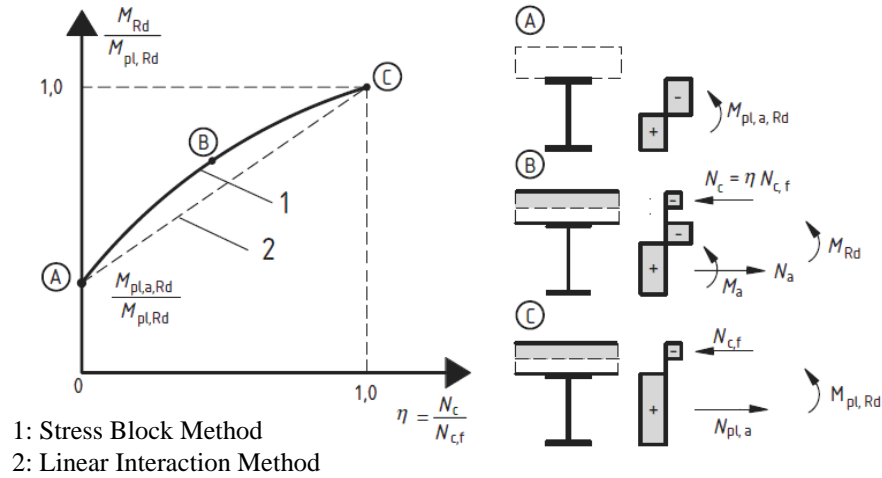 M_Rd
M_pl, Rd
1,0
C
B
1
2
A
M_pl,a,Rd
M_pl,Rd
0
1,0
η = N_c
N_c,f
1: Stress Block Method
2: Linear Interaction Method
A
-
+
M_pl,a, Rd
B
N_c = η N_c,f
-
-
+
M_a
N_a
M_Rd
C
N_c,f
-
+
N_pl, a
M_pl, Rd